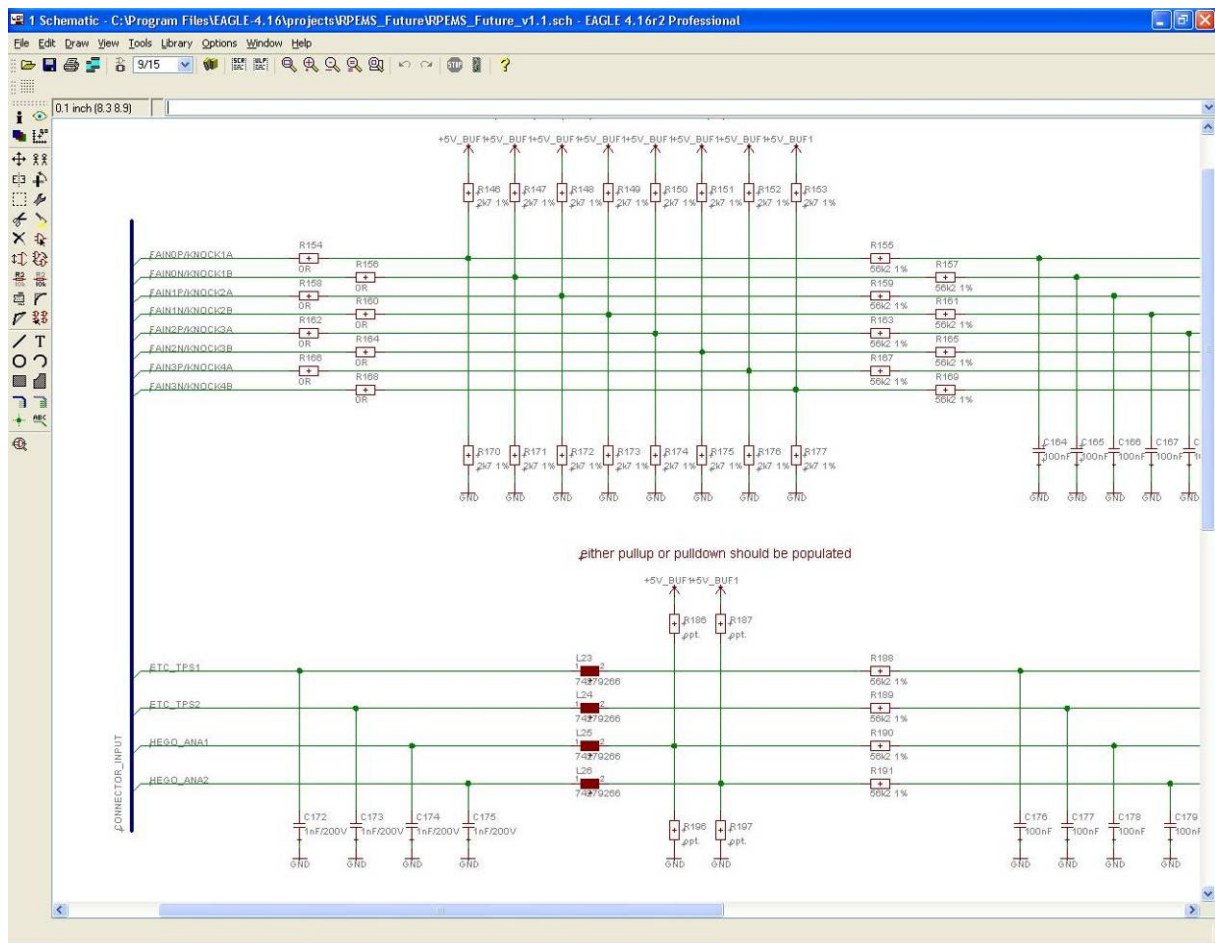 1 Schematic - C:\Program Files\EAGLE-4.16\projects\RPEMS_Future\RPEMS_Future_v1.1.sch - EAGLE 4.16r2 Professional
File Edit Draw View Tools Library Options Window Help
9/15
0.1 inch (8.3 8.9)
+5V_BUF1 +5V_BUF1 +5V_BUF1 +5V_BUF1 +5V_BUF1 +5V_BUF1 +5V_BUF1 +5V_BUF1
R146 R147 R148 R149 R150 R151 R152 R153
2k7 1% 2k7 1% 2k7 1% 2k7 1% 2k7 1% 2k7 1% 2k7 1% 2k7 1%
FAIN0P/KNOCK1A R154 0R R155 56k2 1%
FAIN0N/KNOCK1B R156 0R R157 56k2 1%
FAIN1P/KNOCK2A R158 0R R159 56k2 1%
FAIN1N/KNOCK2B R160 0R R161 56k2 1%
FAIN2P/KNOCK3A R162 0R R163 56k2 1%
FAIN2N/KNOCK3B R164 0R R165 56k2 1%
FAIN3P/KNOCK4A R166 0R R167 56k2 1%
FAIN3N/KNOCK4B R168 0R R169 56k2 1%
R170 R171 R172 R173 R174 R175 R176 R177 C164 C165 C166 C167
2k7 1% 2k7 1% 2k7 1% 2k7 1% 2k7 1% 2k7 1% 2k7 1% 2k7 1% 100nF 100nF 100nF 100nF
GND GND GND GND GND GND GND GND GND GND GND GND GND
either pullup or pulldown should be populated
+5V_BUF1 +5V_BUF1
R186 R187
opt. opt.
ETC_TPS1 L23 1 2 74279266 R188 56k2 1%
ETC_TPS2 L24 1 2 74279266 R189 56k2 1%
HEGO_ANA1 L25 1 2 74279266 R190 56k2 1%
HEGO_ANA2 L26 1 2 74279266 R191 56k2 1%
CONNECTOR_INPUT
C172 C173 C174 C175 R196 R197 C176 C177 C178 C179
1nF/200V 1nF/200V 1nF/200V 1nF/200V opt. opt. 100nF 100nF 100nF 100nF
GND GND GND GND GND GND GND GND GND GND